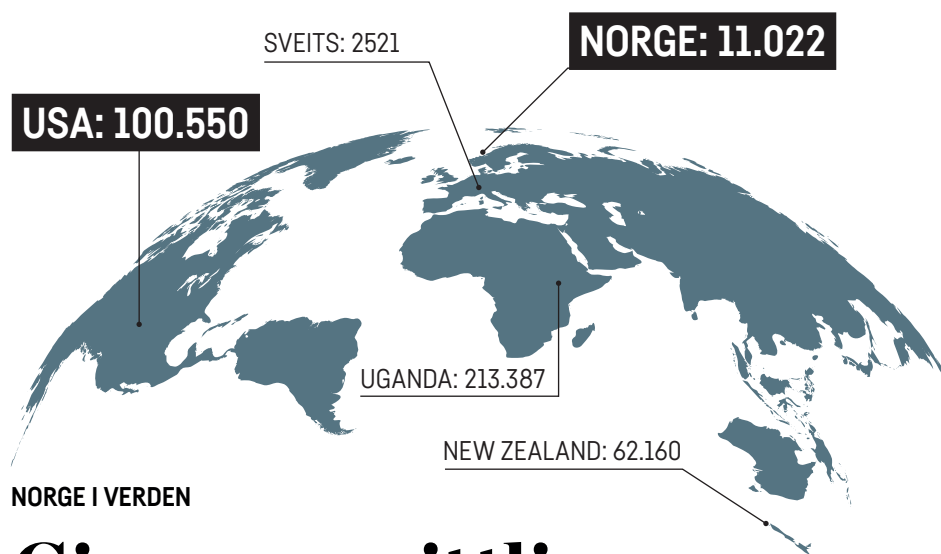 SVEITS: 2521
NORGE: 11.022
USA: 100.550
UGANDA: 213.387
NEW ZEALAND: 62.160
NORGE I VERDEN